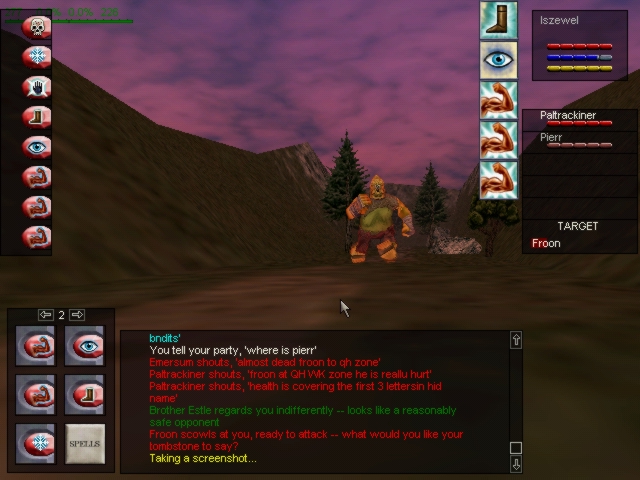 0.0% 226
Iszewel
Paltrackiner
Pierr
TARGET
Froon
2
SPELLS
bndits'
You tell your party, 'where is pierr'
Emersum shouts, 'almost dead froon to qh zone'
Paltrackiner shouts, 'froon at QH WK zone he is reallu hurt'
Paltrackiner shouts, 'health is covering the first 3 lettersin hid
name'
Brother Estle regards you indifferently -- looks like a reasonably
safe opponent
Froon scowls at you, ready to attack -- what would you like your
tombstone to say?
Taking a screenshot...